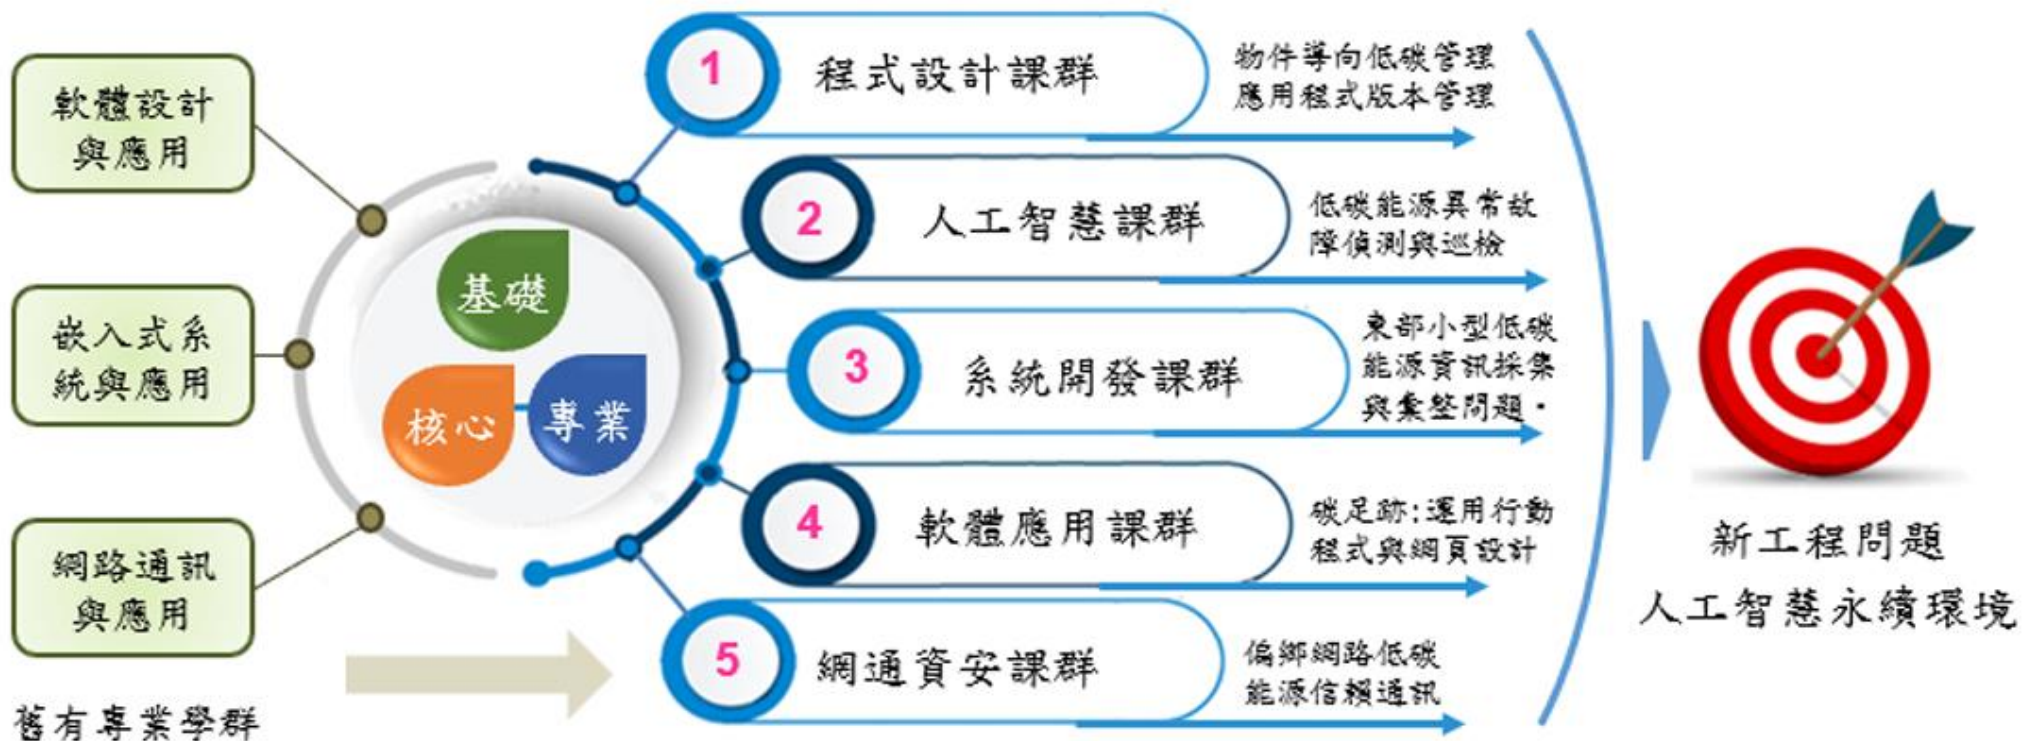 軟體設計
與應用
嵌入式系
統與應用
網路通訊
與應用
舊有專業學群
基礎
核心
專業
1
程式設計課群
物件導向低碳管理
應用程式版本管理
2
人工智慧課群
低碳能源異常故
障偵測與巡檢
3
系統開發課群
東部小型低碳
能源資訊採集
與彙整問題．
4
軟體應用課群
碳足跡:運用行動
程式與網頁設計
5
網通資安課群
偏鄉網路低碳
能源信賴通訊
新工程問題
人工智慧永續環境